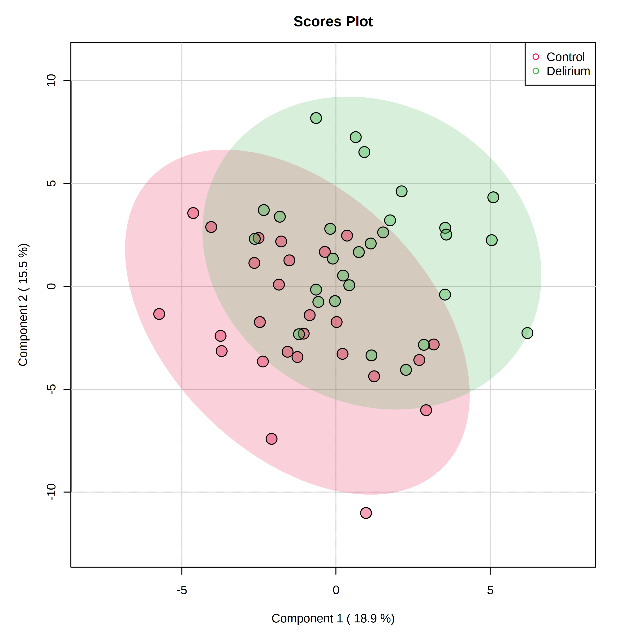 Scores Plot
Control
Delirium
10
5
0
-5
-10
Component 2 ( 15.5 %)
-5
0
5
Component 1 ( 18.9 %)